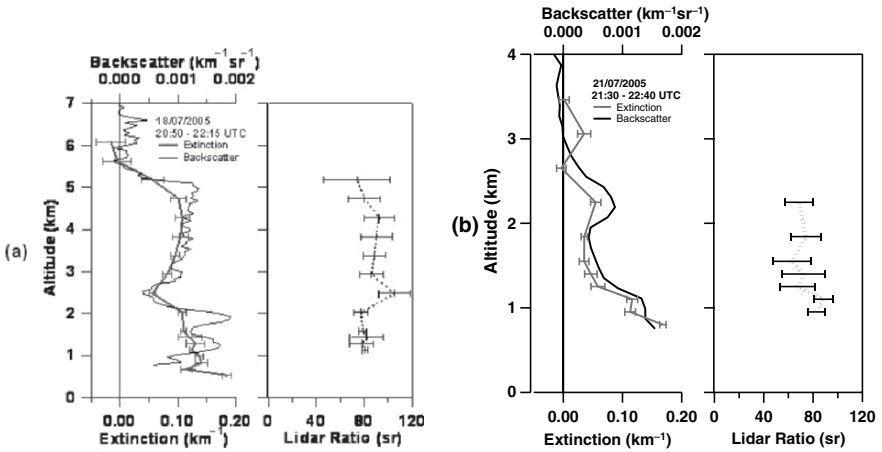 (a)
Backscatter (km⁻¹sr⁻¹)
0.000 0.001 0.002
7
6
5
4
3
2
1
0
Altitude (km)
18/07/2005
20:50 - 22:15 UTC
Extinction
Backscatter
0.00 0.10 0.20
Extinction (km⁻¹)
0 40 80 120
Lidar Ratio (sr)
(b)
Backscatter (km⁻¹sr⁻¹)
0.000 0.001 0.002
4
3
2
1
0
Altitude (km)
21/07/2005
21:30 - 22:40 UTC
Extinction
Backscatter
0.00 0.10 0.20
Extinction (km⁻¹)
0 40 80 120
Lidar Ratio (sr)